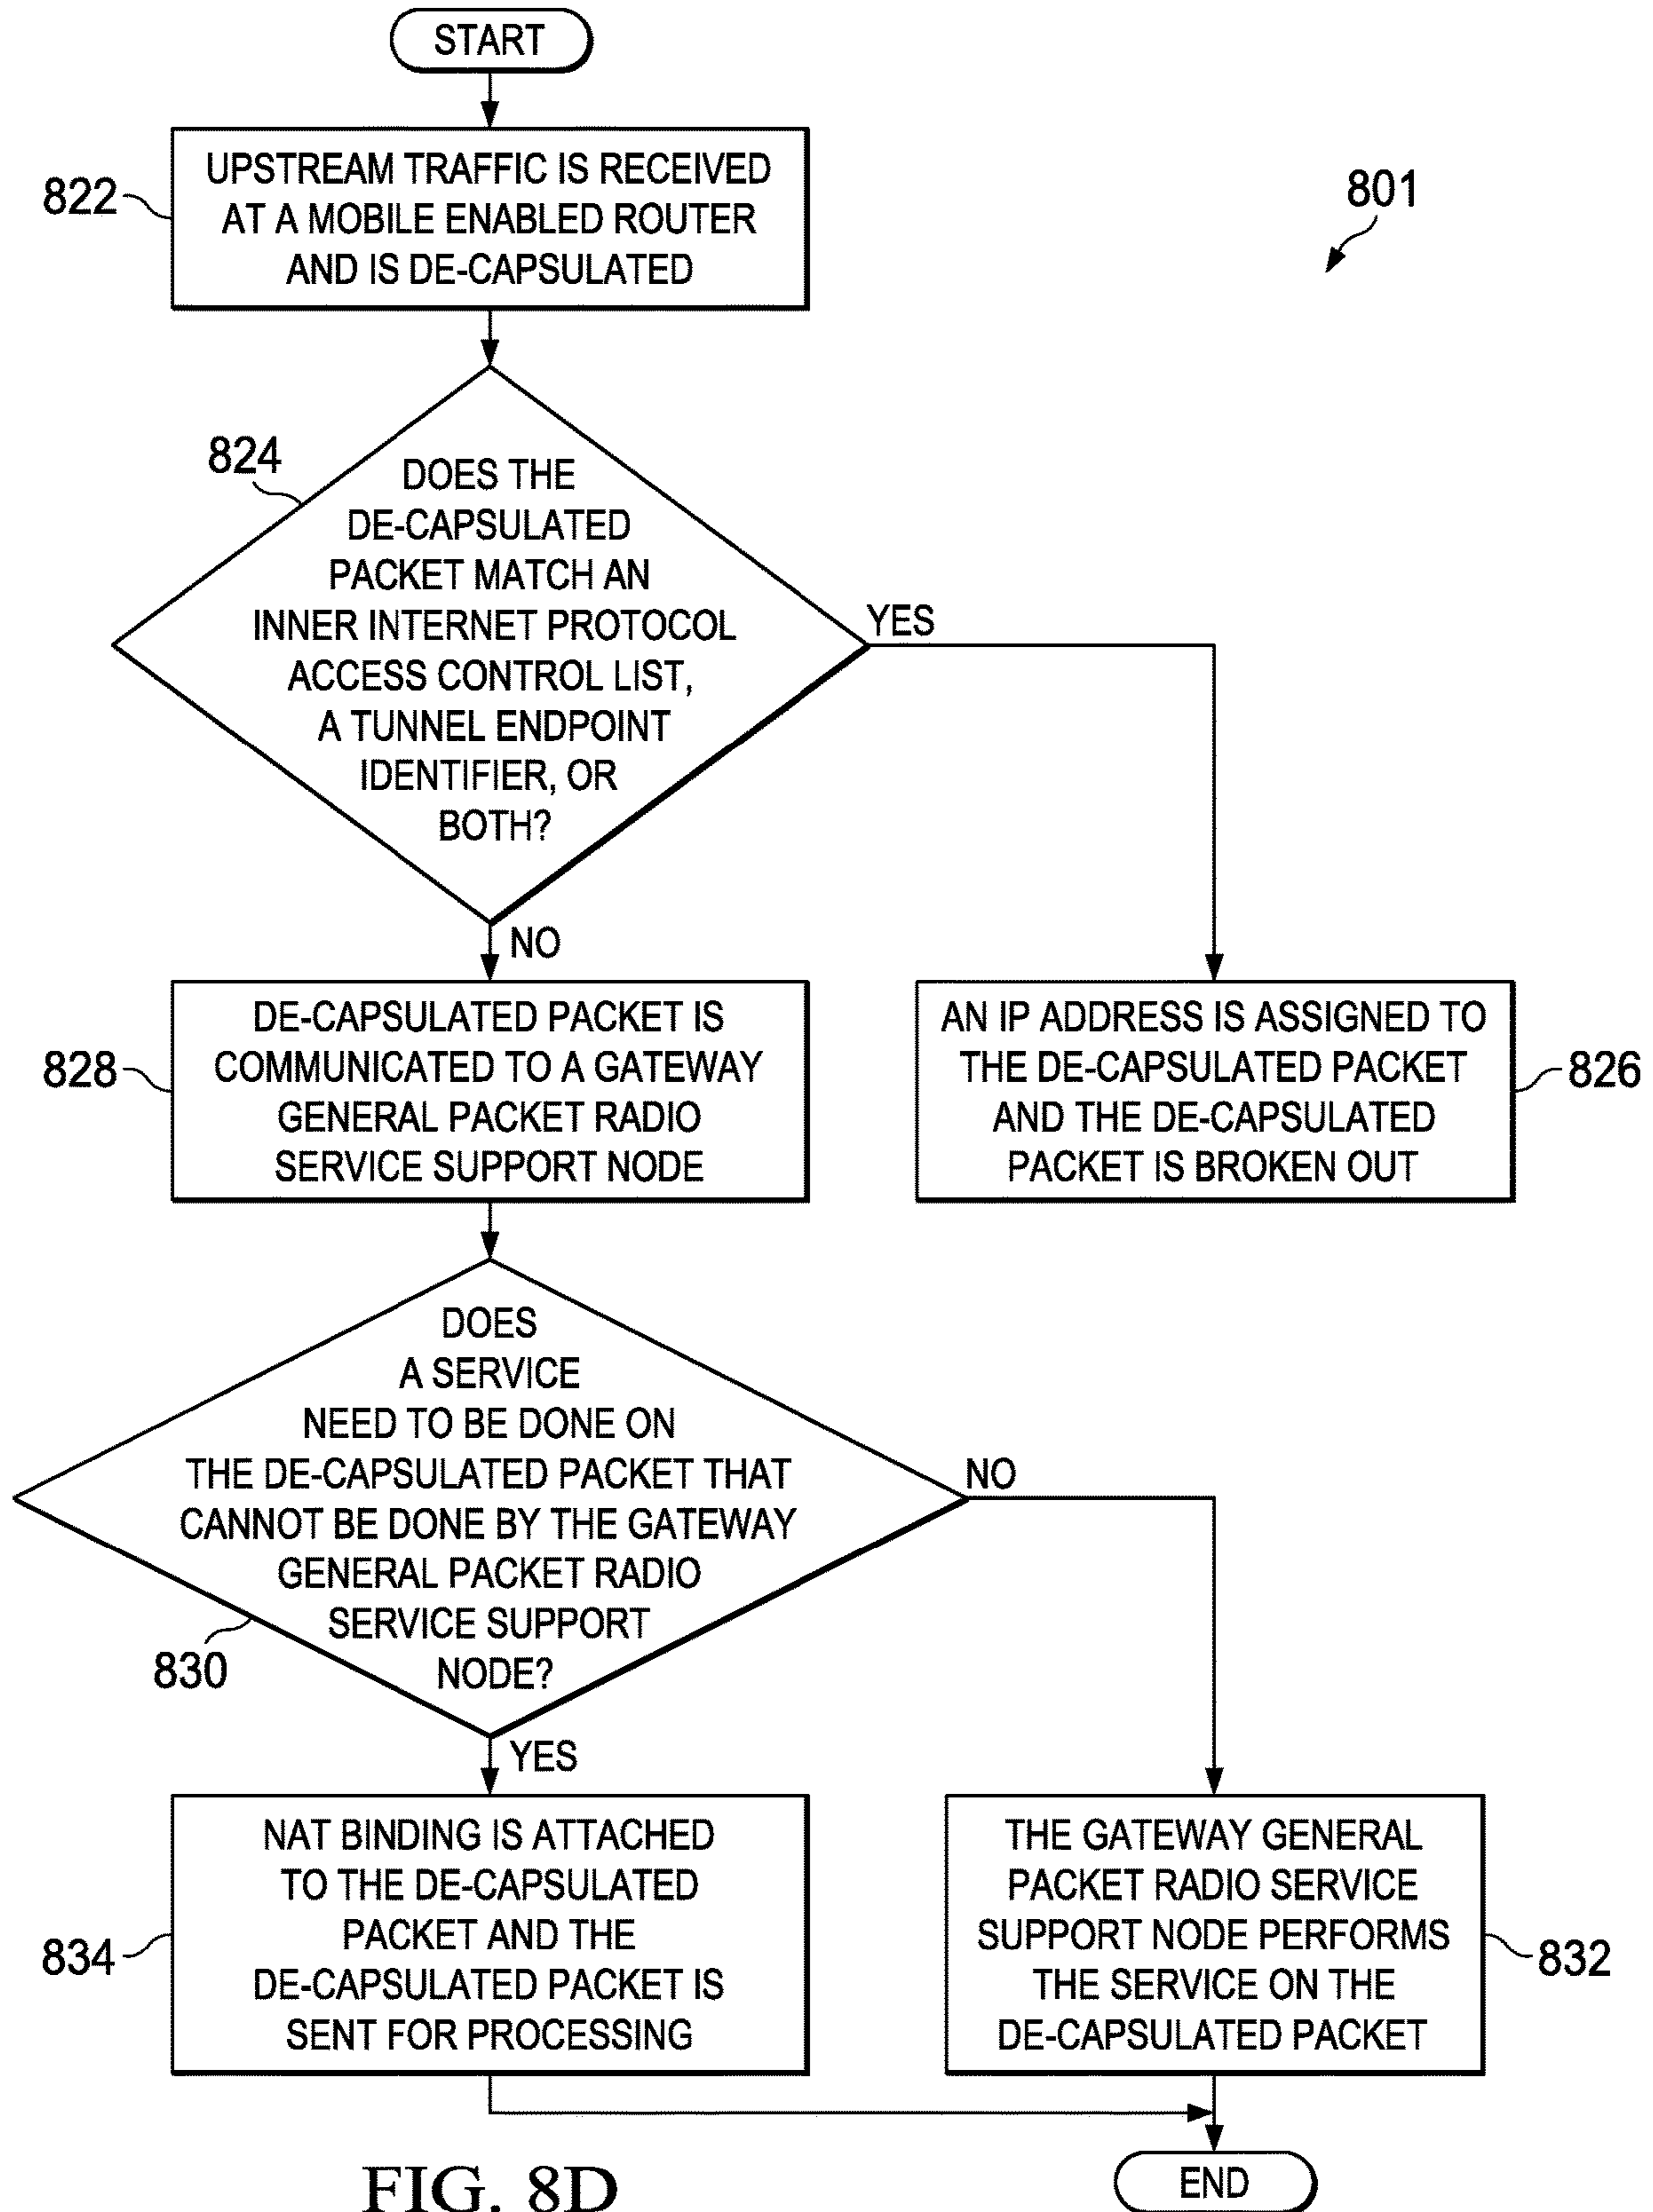 START
822
UPSTREAM TRAFFIC IS RECEIVED
AT A MOBILE ENABLED ROUTER
AND IS DE-CAPSULATED
801
824
DOES THE
DE-CAPSULATED
PACKET MATCH AN
INNER INTERNET PROTOCOL
ACCESS CONTROL LIST,
A TUNNEL ENDPOINT
IDENTIFIER, OR
BOTH?
YES
NO
828
DE-CAPSULATED PACKET IS
COMMUNICATED TO A GATEWAY
GENERAL PACKET RADIO
SERVICE SUPPORT NODE
AN IP ADDRESS IS ASSIGNED TO
THE DE-CAPSULATED PACKET
AND THE DE-CAPSULATED
PACKET IS BROKEN OUT
826
DOES
A SERVICE
NEED TO BE DONE ON
THE DE-CAPSULATED PACKET THAT
CANNOT BE DONE BY THE GATEWAY
GENERAL PACKET RADIO
SERVICE SUPPORT
NODE?
830
NO
YES
834
NAT BINDING IS ATTACHED
TO THE DE-CAPSULATED
PACKET AND THE
DE-CAPSULATED PACKET IS
SENT FOR PROCESSING
THE GATEWAY GENERAL
PACKET RADIO SERVICE
SUPPORT NODE PERFORMS
THE SERVICE ON THE
DE-CAPSULATED PACKET
832
END
FIG. 8D